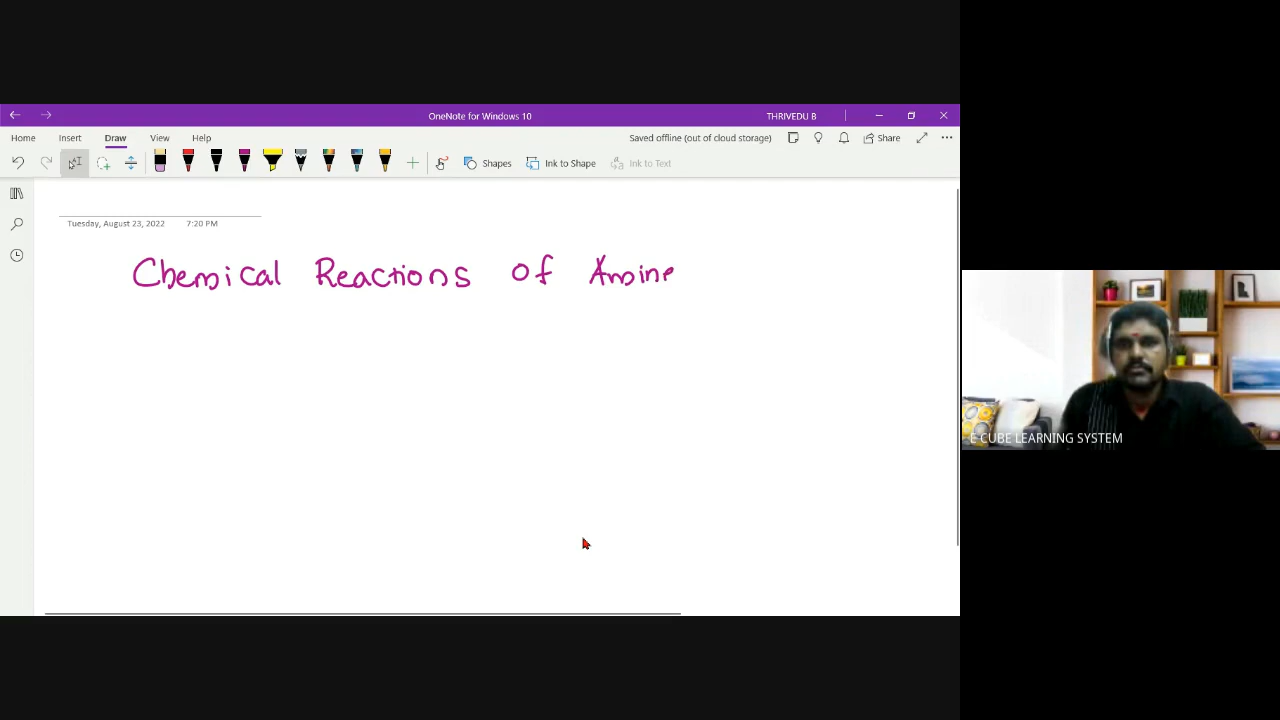 OneNote for Windows 10
THRIVEDU B
Home Insert Draw View Help
Saved offline (out of cloud storage)
Share
Shapes
Ink to Shape
Ink to Text
Tuesday, August 23, 2022 7:20 PM
Chemical Reactions Of Amine
E CUBE LEARNING SYSTEM